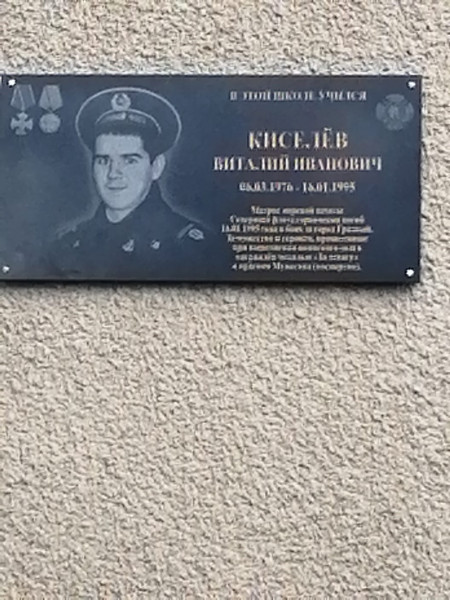 В ЭТОЙ ШКОЛЕ УЧИЛСЯ
КИСЕЛЁВ
ВИТАЛИЙ ИВАНОВИЧ
06.03.1976 - 16.01.1995
Матрос морской пехоты
Северного флота героически погиб
16.01.1995 года в боях за город Грозный.
За мужество и героизм, проявленные
при выполнении воинского долга
награждён медалью «За отвагу»
и орденом Мужества (посмертно).